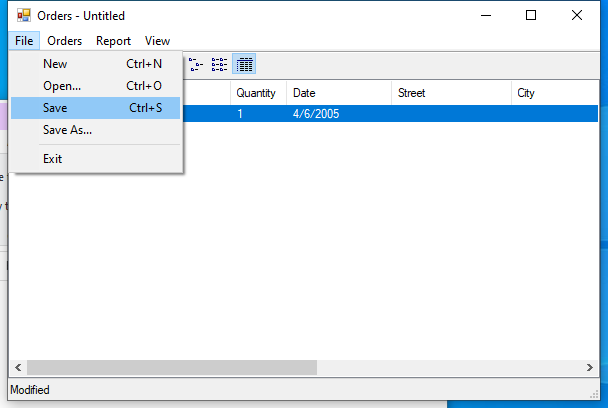 Orders - Untitled
File Orders Report View
New Ctrl+N
Open... Ctrl+O
Save Ctrl+S
Save As...
Exit
Quantity Date Street City
1 4/6/2005
Modified